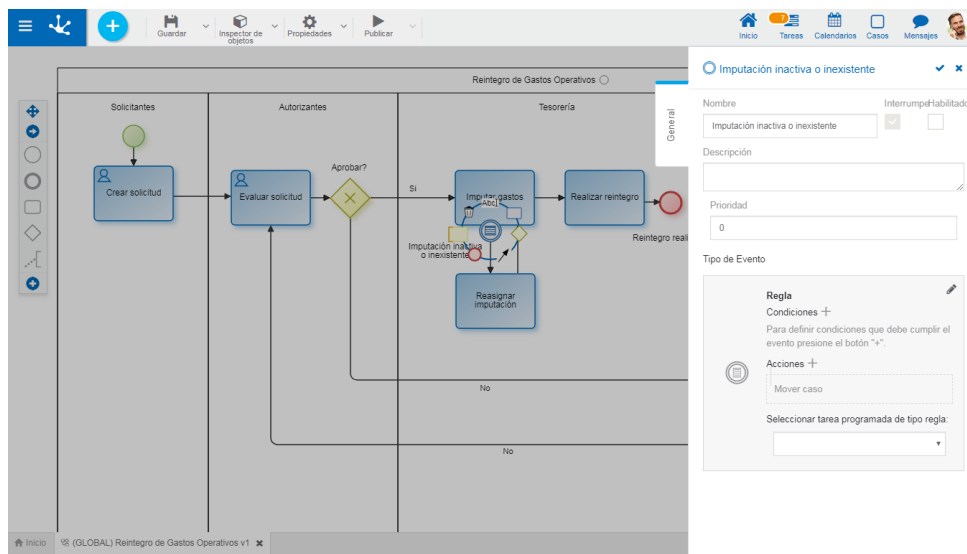 Guardar
Inspector de
objetos
Propiedades
Publicar
Inicio
7
Tareas
Calendarios
Casos
Mensajes
Reintegro de Gastos Operativos
Solicitantes
Autorizantes
Tesorería
Crear solicitud
Evaluar solicitud
Aprobar?
Si
Imputar gastos
Abc
Realizar reintegro
Imputación inactiva
o inexistente
Reintegro reali
Reasignar
imputación
No
No
General
Imputación inactiva o inexistente
Nombre
Interrumpe
Habilitado
Imputación inactiva o inexistente
Descripción
Prioridad
0
Tipo de Evento
Regla
Condiciones
Para definir condiciones que debe cumplir el
evento presione el botón "+".
Acciones
Mover caso
Seleccionar tarea programada de tipo regla:
Inicio
(GLOBAL) Reintegro de Gastos Operativos v1